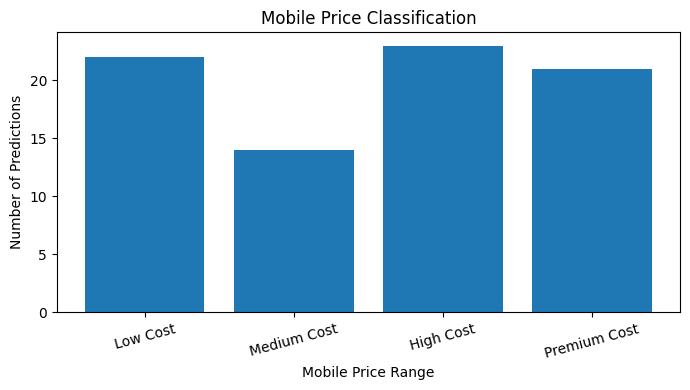 Mobile Price Classification
Number of Predictions
20
15
10
5
0
Low Cost
Medium Cost
High Cost
Premium Cost
Mobile Price Range